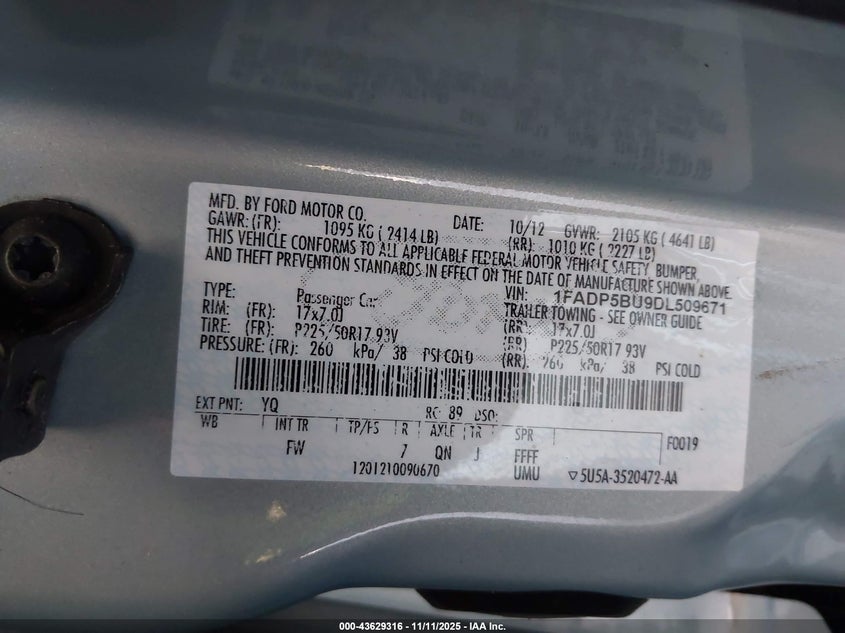 MFD. BY FORD MOTOR CO. DATE: 10/12 GVWR: 2105 KG ( 4641 LB)
GAWR: (FR): 1095 KG ( 2414 LB) (RR): 1010 KG ( 2227 LB)
THIS VEHICLE CONFORMS TO ALL APPLICABLE FEDERAL MOTOR VEHICLE SAFETY, BUMPER,
AND THEFT PREVENTION STANDARDS IN EFFECT ON THE DATE OF MANUFACTURE SHOWN ABOVE.
VIN: 1FADP5BU9DL509671
TYPE: Passenger Car TRAILER TOWING - SEE OWNER GUIDE
RIM: (FR): 17x7.0J (RR) 17x7.0J
TIRE: (FR): P225/50R17 93V (RR) P225/50R17 93V
PRESSURE: (FR): 260 kPa/ 38 PSI COLD (RR): 260 kPa/ 38 PSI COLD
EXT PNT: YQ RC: 89 DSO:
WB INT TR TP/PS R AXLE TR SPR F0019
FW 7 QN J FFFF
1201210090670 UMU ▽5U5A-3520472-AA
000-43629316 - 11/11/2025 - IAA Inc.